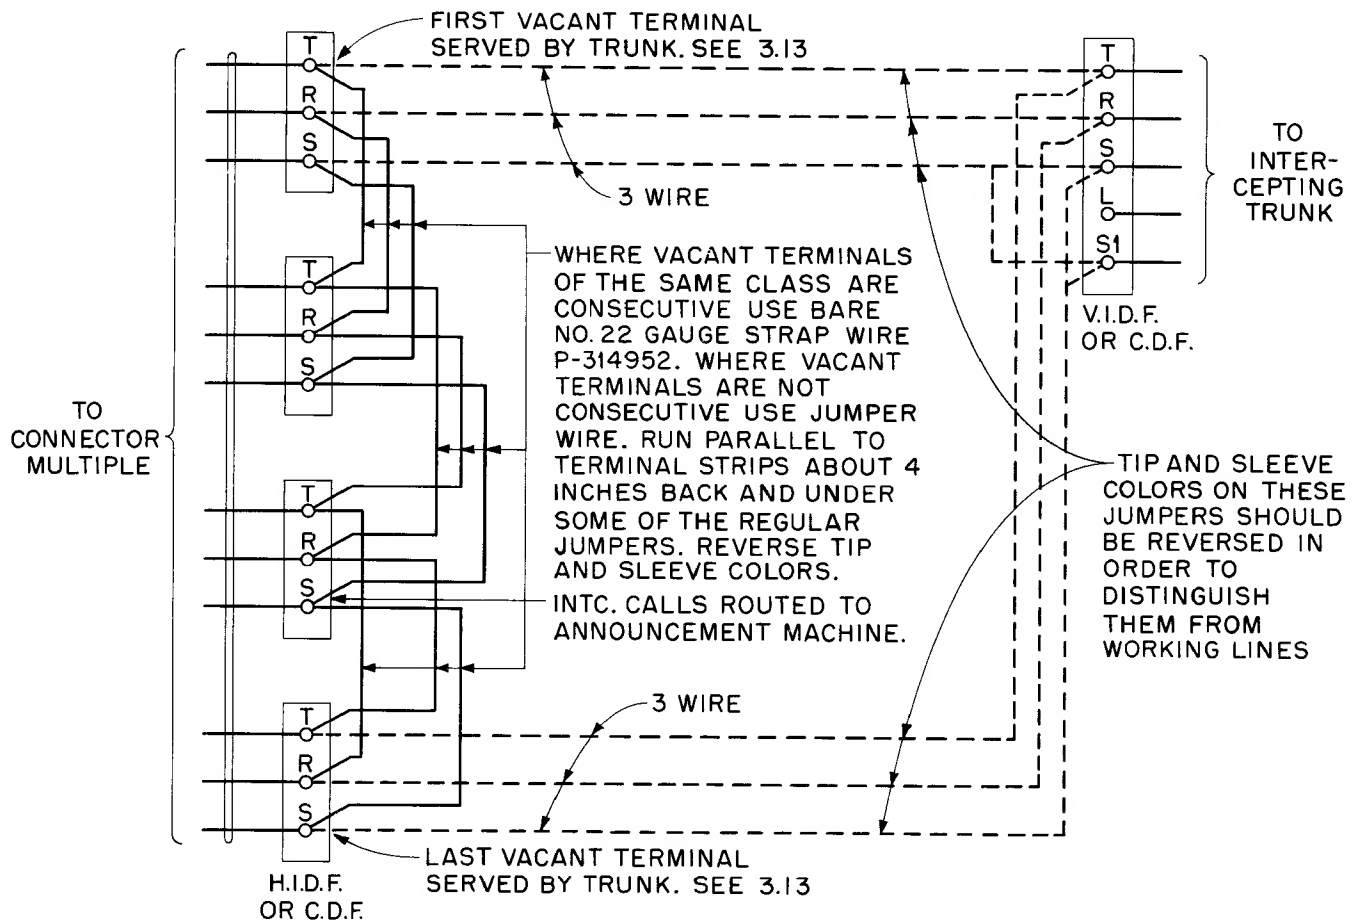 FIRST VACANT TERMINAL
SERVED BY TRUNK. SEE 3.13
T
R
S
3 WIRE
T
R
S
L
S1
V.I.D.F.
OR C.D.F.
TO
INTER-
CEPTING
TRUNK
T
R
S
WHERE VACANT TERMINALS
OF THE SAME CLASS ARE
CONSECUTIVE USE BARE
NO. 22 GAUGE STRAP WIRE
P-314952. WHERE VACANT
TERMINALS ARE NOT
CONSECUTIVE USE JUMPER
WIRE. RUN PARALLEL TO
TERMINAL STRIPS ABOUT 4
INCHES BACK AND UNDER
SOME OF THE REGULAR
JUMPERS. REVERSE TIP
AND SLEEVE COLORS.
TO
CONNECTOR
MULTIPLE
T
R
S
INTC. CALLS ROUTED TO
ANNOUNCEMENT MACHINE.
TIP AND SLEEVE
COLORS ON THESE
JUMPERS SHOULD
BE REVERSED IN
ORDER TO
DISTINGUISH
THEM FROM
WORKING LINES
3 WIRE
T
R
S
LAST VACANT TERMINAL
SERVED BY TRUNK. SEE 3.13
H.I.D.F.
OR C.D.F.